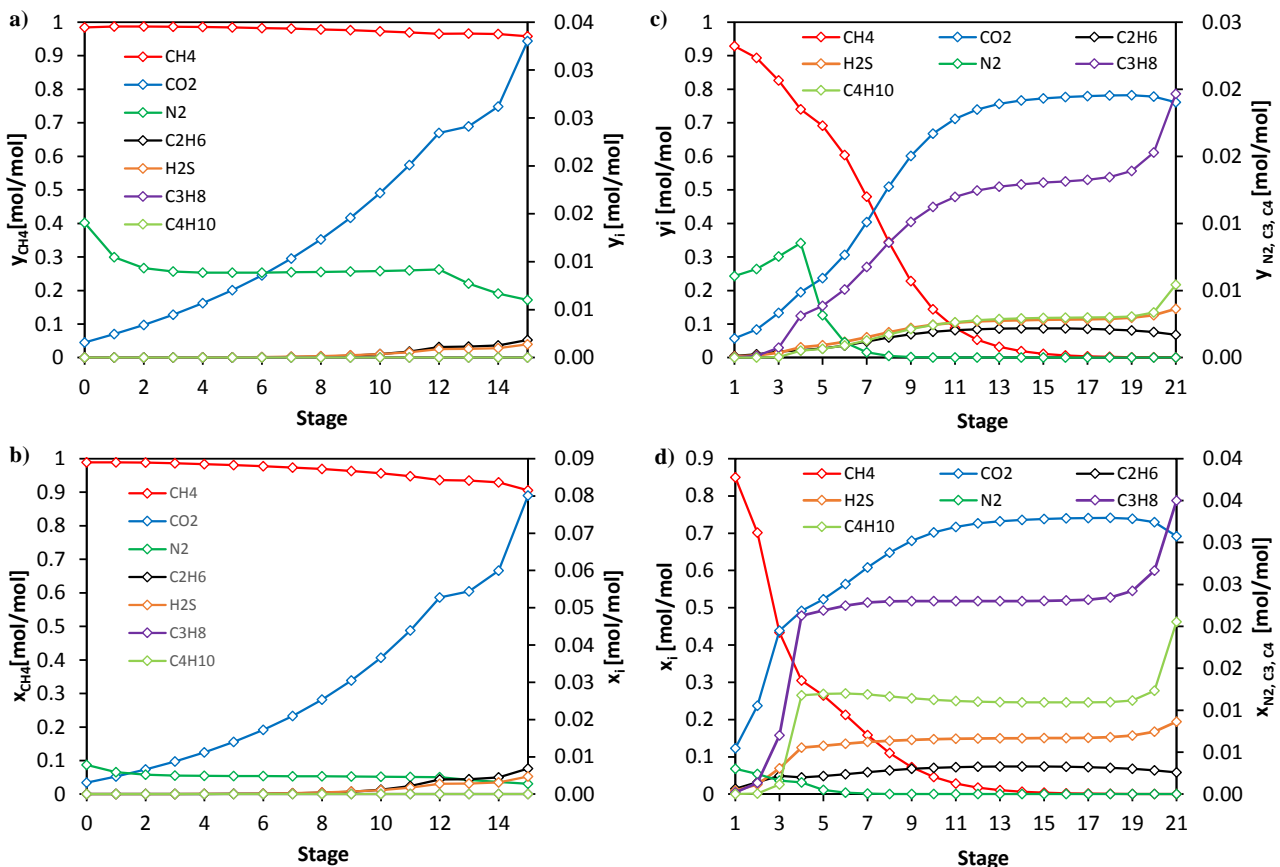 a)
1
0.9
0.8
0.7
0.6
0.5
0.4
0.3
0.2
0.1
0
yCH4[mol/mol]
CH4
CO2
N2
C2H6
H2S
C3H8
C4H10
0.04
0.04
0.03
0.03
0.02
0.02
0.01
0.01
0.00
yi [mol/mol]
0 2 4 6 8 10 12 14
Stage
c)
1
0.9
0.8
0.7
0.6
0.5
0.4
0.3
0.2
0.1
0
yi [mol/mol]
CH4 CO2 C2H6
H2S N2 C3H8
C4H10
0.03
0.02
0.02
0.01
0.01
0.00
y N2, C3, C4 [mol/mol]
1 3 5 7 9 11 13 15 17 19 21
Stage
b)
1
0.9
0.8
0.7
0.6
0.5
0.4
0.3
0.2
0.1
0
xCH4[mol/mol]
CH4
CO2
N2
C2H6
H2S
C3H8
C4H10
0.09
0.08
0.07
0.06
0.05
0.04
0.03
0.02
0.01
0.00
xi [mol/mol]
0 2 4 6 8 10 12 14
Stage
d)
0.9
0.8
0.7
0.6
0.5
0.4
0.3
0.2
0.1
0
xi [mol/mol]
CH4 CO2 C2H6
H2S N2 C3H8
C4H10
0.04
0.04
0.03
0.03
0.02
0.02
0.01
0.01
0.00
xN2, C3, C4 [mol/mol]
1 3 5 7 9 11 13 15 17 19 21
Stage